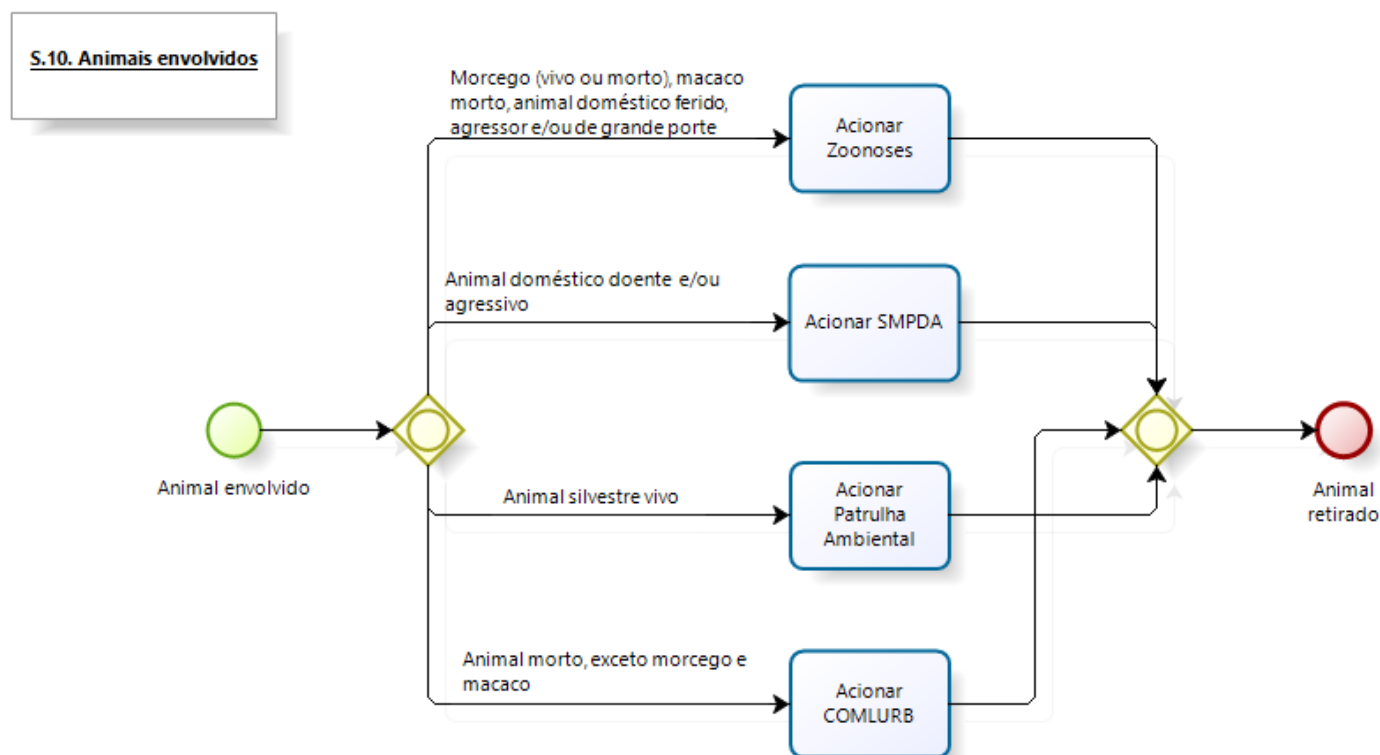 S.10. Animais envolvidos
Morcego (vivo ou morto), macaco
morto, animal doméstico ferido,
agressor e/ou de grande porte
Acionar
Zoonoses
Animal doméstico doente e/ou
agressivo
Acionar SMPDA
Animal envolvido
Animal silvestre vivo
Acionar
Patrulha
Ambiental
Animal
retirado
Animal morto, exceto morcego e
macaco
Acionar
COMLURB